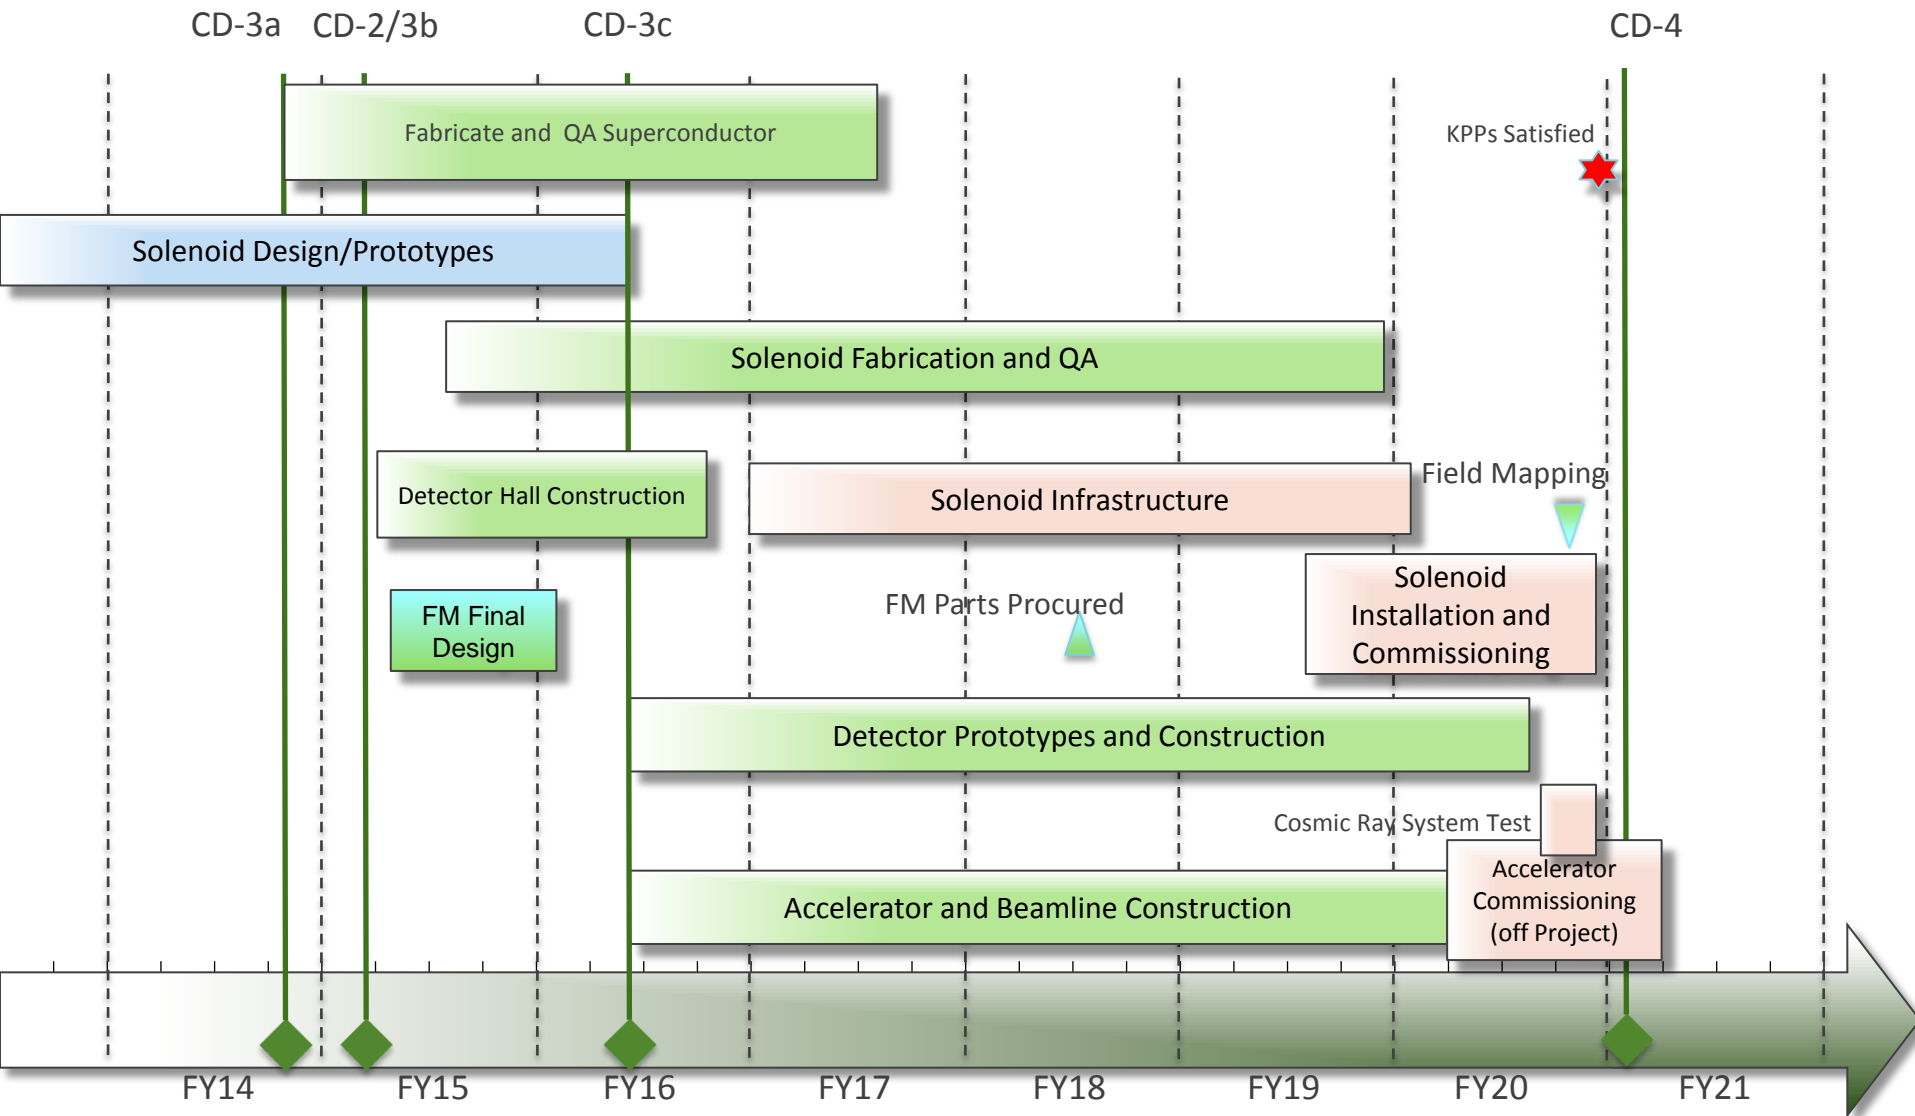 CD-3a CD-2/3b CD-3c CD-4
Fabricate and QA Superconductor
KPPs Satisfied
Solenoid Design/Prototypes
Solenoid Fabrication and QA
Detector Hall Construction
Solenoid Infrastructure
Field Mapping
FM Final
Design
FM Parts Procured
Solenoid
Installation and
Commissioning
Detector Prototypes and Construction
Cosmic Ray System Test
Accelerator and Beamline Construction
Accelerator
Commissioning
(off Project)
FY14 FY15 FY16 FY17 FY18 FY19 FY20 FY21